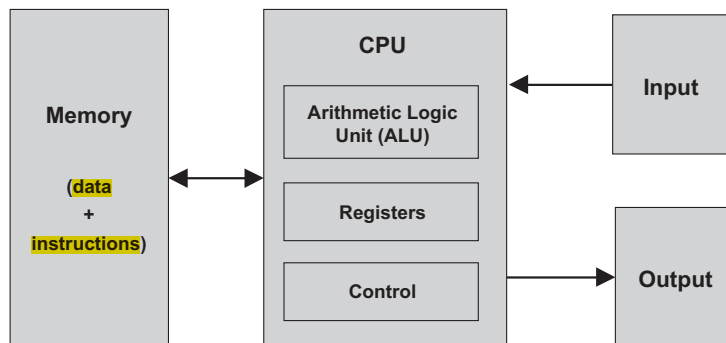 Memory
(data
+
instructions)
CPU
Arithmetic Logic
Unit (ALU)
Registers
Control
Input
Output